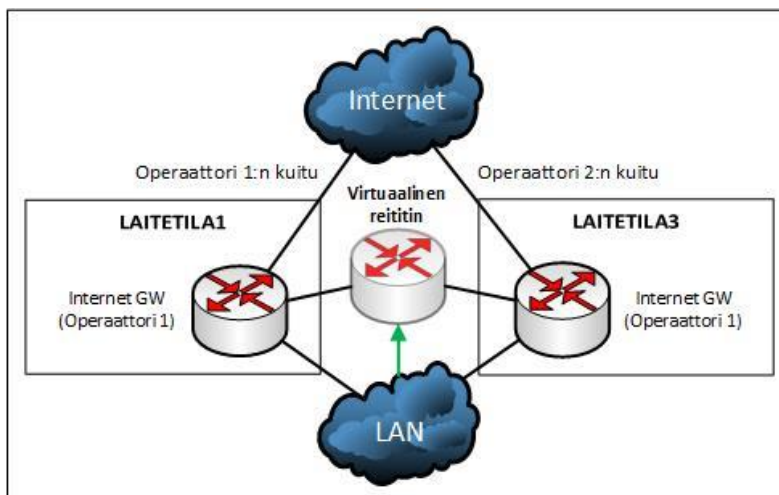 Internet
Operaattori 1:n kuitu
Operaattori 2:n kuitu
Virtuaalinen
reititin
LAITETILA1
LAITETILA3
Internet GW
(Operaattori 1)
Internet GW
(Operaattori 1)
LAN